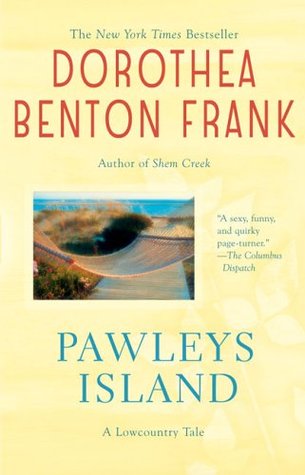 The New York Times Bestseller
DOROTHEA
BENTON FRANK
Author of Shem Creek
"A sexy, funny,
and quirky
page-turner."
—The Columbus
Dispatch
PAWLEYS
ISLAND
A Lowcountry Tale